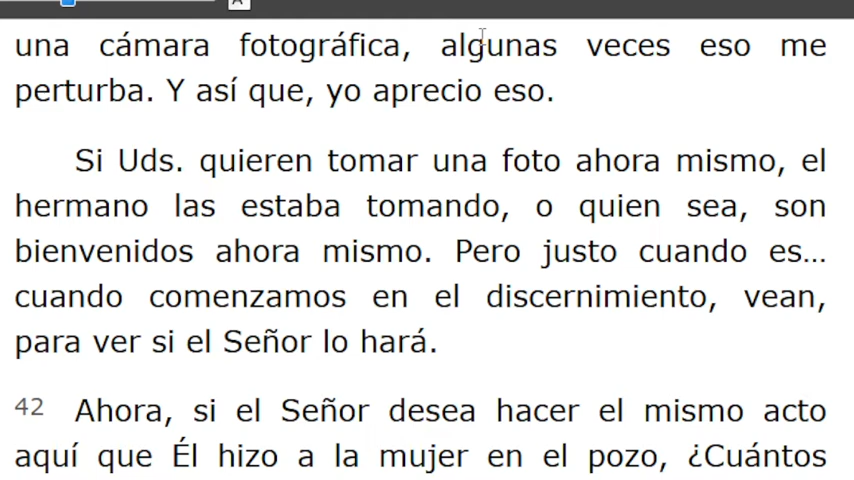 una cámara fotográfica, algunas veces eso me
perturba. Y así que, yo aprecio eso.
Si Uds. quieren tomar una foto ahora mismo, el
hermano las estaba tomando, o quien sea, son
bienvenidos ahora mismo. Pero justo cuando es...
cuando comenzamos en el discernimiento, vean,
para ver si el Señor lo hará.
42 Ahora, si el Señor desea hacer el mismo acto
aquí que Él hizo a la mujer en el pozo, ¿Cuántos